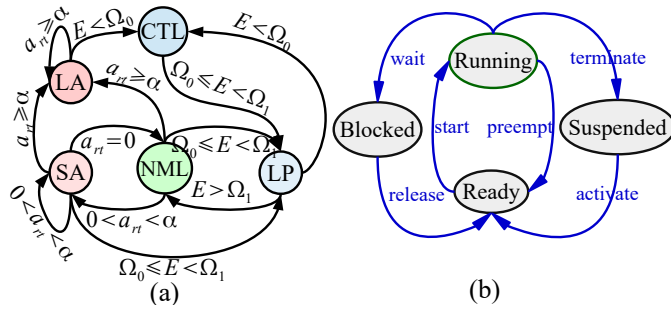 a_rt ≥ α
E < Ω₀
CTL
E < Ω₀
LA
a_rt ≥ α
Ω₀ ≤ E < Ω₁
a_rt ≥ α
a_rt = 0
Ω₀ ≤ E < Ω₁
SA
NML
LP
E > Ω₁
0 < a_rt < α
0 < a_rt < α
Ω₀ ≤ E < Ω₁
(a)
wait
Running
terminate
Blocked
start
preempt
Suspended
release
Ready
activate
(b)